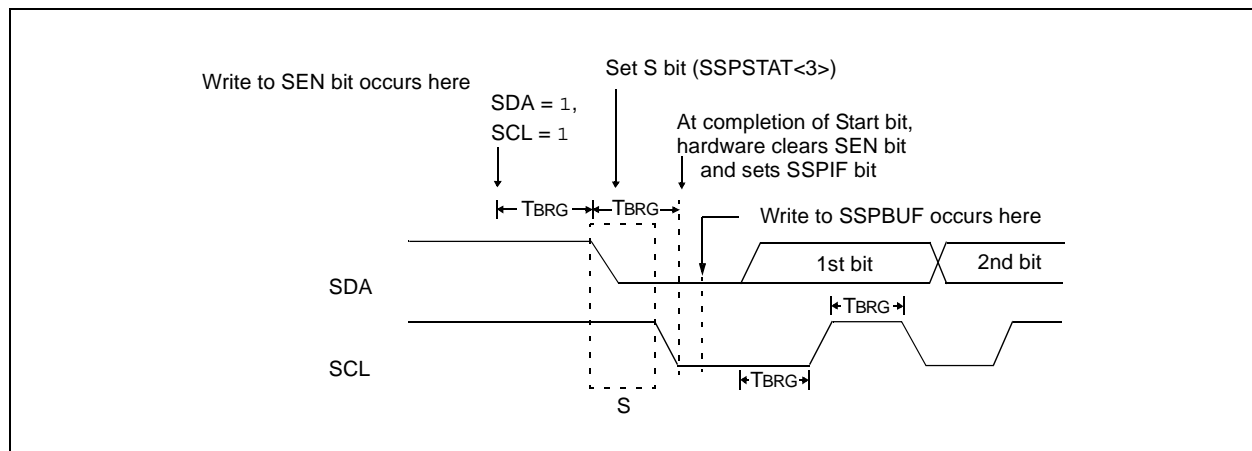 Set S bit (SSPSTAT<3>)
Write to SEN bit occurs here
SDA = 1,
SCL = 1
At completion of Start bit,
hardware clears SEN bit
and sets SSPIF bit
TBRG
TBRG
Write to SSPBUF occurs here
1st bit
2nd bit
SDA
TBRG
SCL
TBRG
S